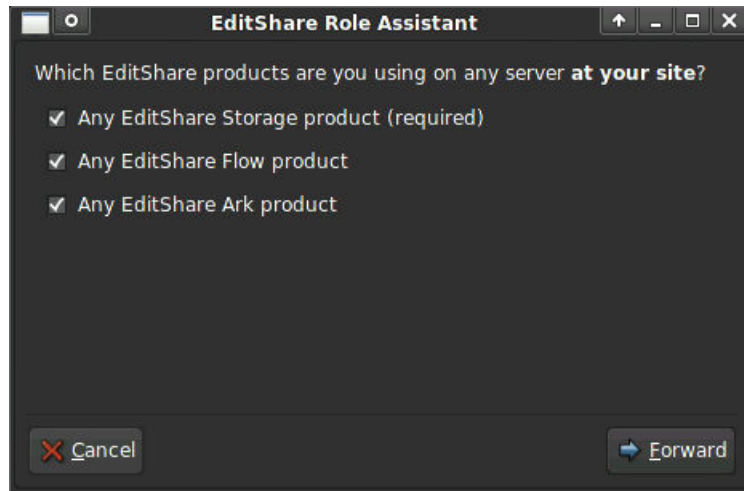 EditShare Role Assistant
Which EditShare products are you using on any server at your site?
Any EditShare Storage product (required)
Any EditShare Flow product
Any EditShare Ark product
Cancel
Forward